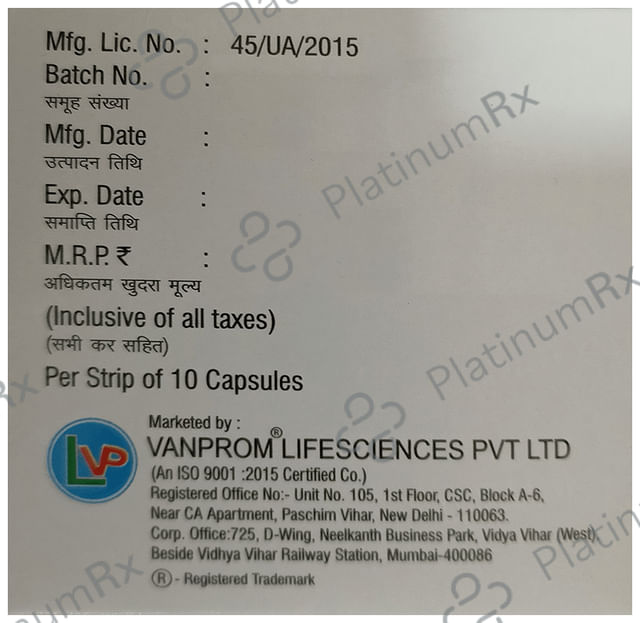 Mfg. Lic. No. : 45/UA/2015
Batch No. :
समूह संख्या
Mfg. Date :
उत्पादन तिथि
Exp. Date :
समाप्ति तिथि
M.R.P. ₹ :
अधिकतम खुदरा मूल्य
(Inclusive of all taxes)
(सभी कर सहित)
Per Strip of 10 Capsules
LVP
Marketed by :
VANPROM® LIFESCIENCES PVT LTD
(An ISO 9001 :2015 Certified Co.)
Registered Office No:- Unit No. 105, 1st Floor, CSC, Block A-6,
Near CA Apartment, Paschim Vihar, New Delhi - 110063.
Corp. Office:725, D-Wing, Neelkanth Business Park, Vidya Vihar (West),
Beside Vidhya Vihar Railway Station, Mumbai-400086
® - Registered Trademark
PlatinumRx
PlatinumRx